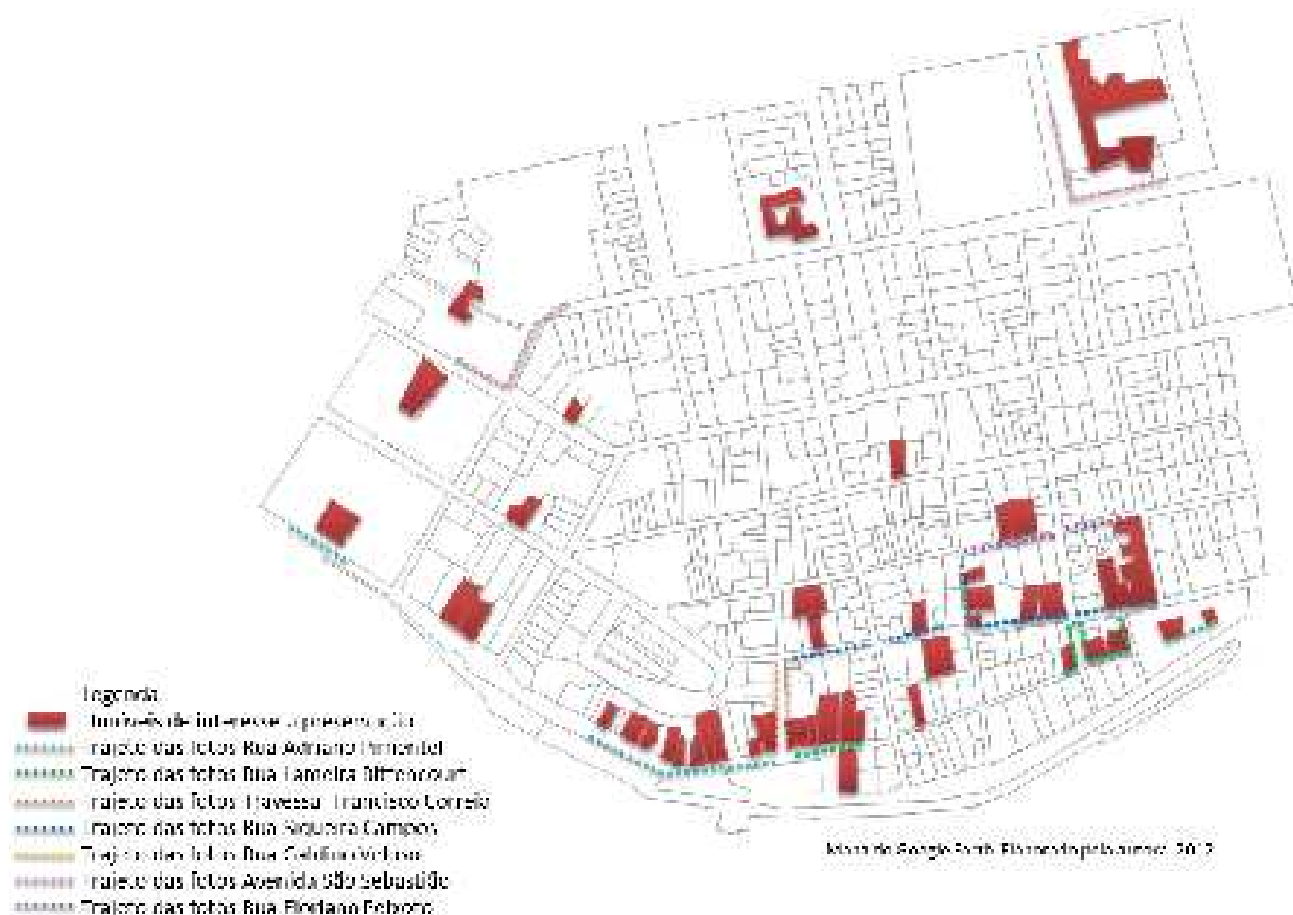 Legenda
Imóveis de interesse a preservação
Trajeto das fotos Rua Adriano Pimentel
Trajeto das fotos Rua Lameira Bittencourt
Trajeto das fotos Travessa Francisco Correia
Trajeto das fotos Rua Siqueira Campos
Trajeto das fotos Rua Galdino Veloso
Trajeto das fotos Avenida São Sebastião
Trajeto das fotos Rua Floriano Peixoto
Mapa do Google Earth. Elaborado pela autora, 2012